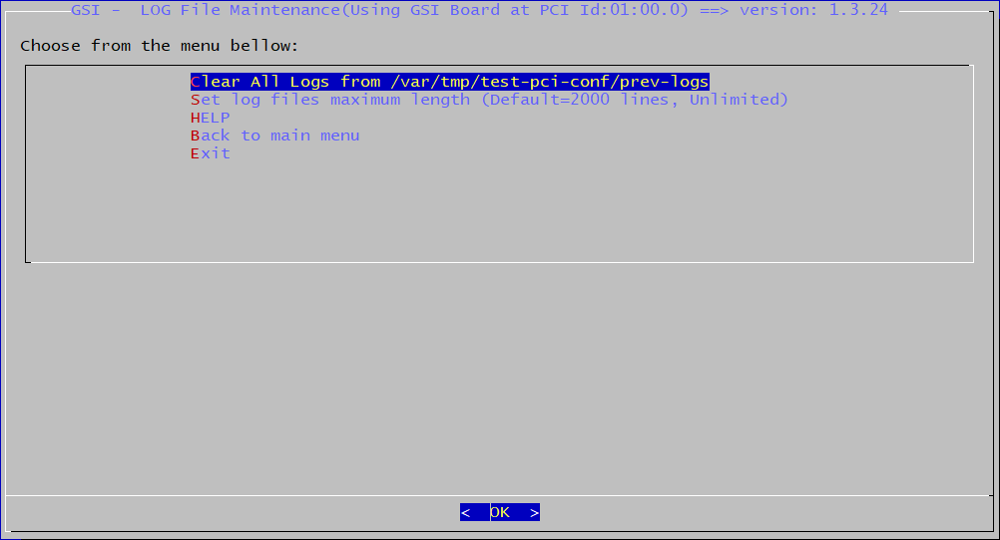 GSI -  LOG File Maintenance(Using GSI Board at PCI Id:01:00.0) ==> version: 1.3.24
Choose from the menu bellow:
Clear All Logs from /var/tmp/test-pci-conf/prev-logs
Set log files maximum length (Default=2000 lines, Unlimited)
HELP
Back to main menu
Exit
<  OK  >